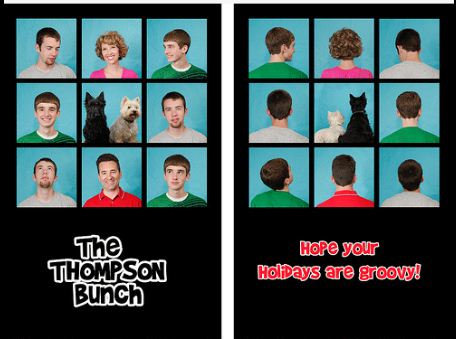 The
THOMPSON
Bunch
Hope your
Holidays are groovy!